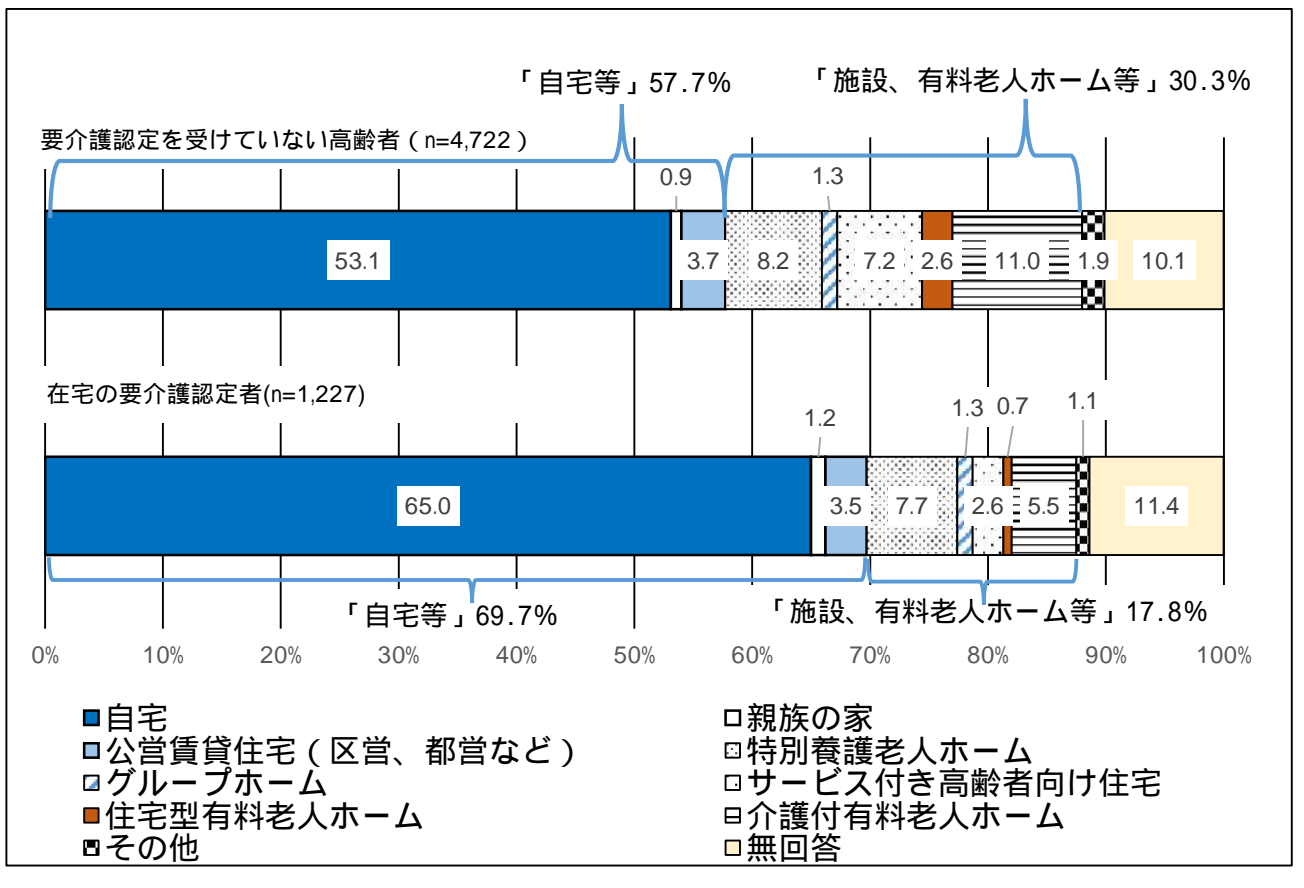 「自宅等」57.7%
「施設、有料老人ホーム等」30.3%
要介護認定を受けていない高齢者（n=4,722）
0.9
1.3
53.1
3.7
8.2
7.2
2.6
11.0
1.9
10.1
在宅の要介護認定者(n=1,227)
1.2
1.3
0.7
1.1
65.0
3.5
7.7
2.6
5.5
11.4
「自宅等」69.7%
「施設、有料老人ホーム等」17.8%
0% 10% 20% 30% 40% 50% 60% 70% 80% 90% 100%
自宅
親族の家
公営賃貸住宅（区営、都営など）
特別養護老人ホーム
グループホーム
サービス付き高齢者向け住宅
住宅型有料老人ホーム
介護付有料老人ホーム
その他
無回答